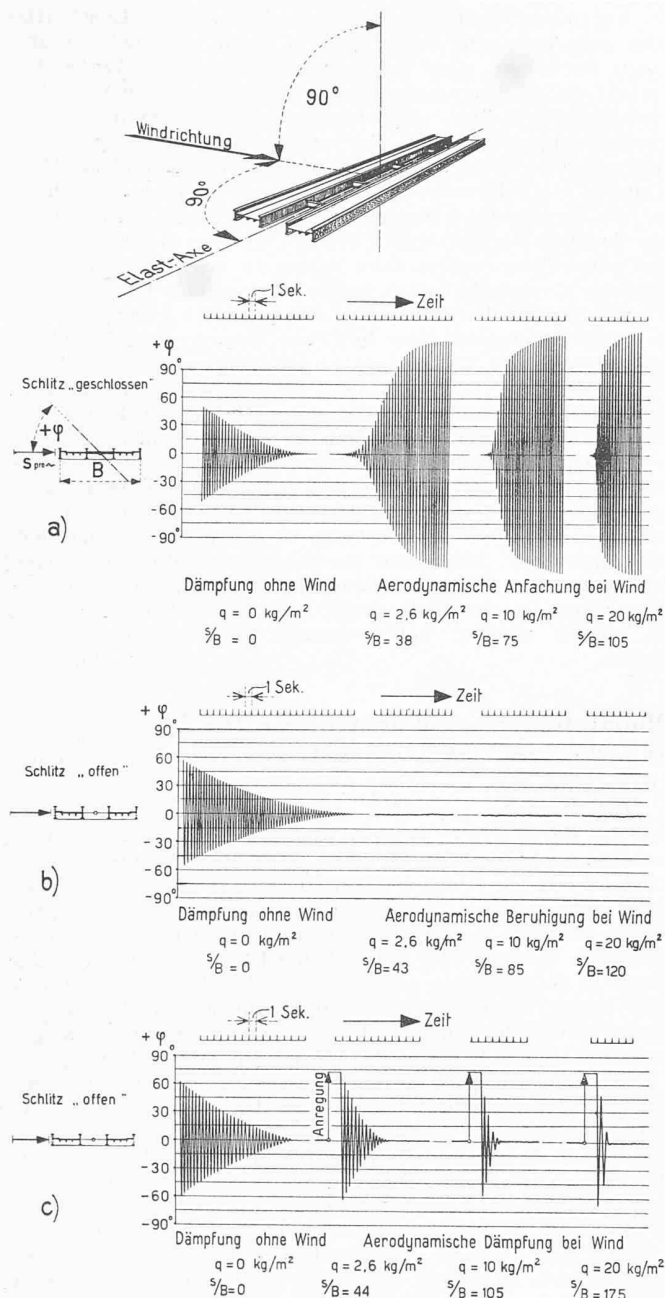 90°
Windrichtung
90°
Elast-Axe
1 Sek.
Zeit
+ φ
Schlitz „geschlossen"
90
60
30
0
-30
-60
-90°
+φ
B
a)
Dämpfung ohne Wind Aerodynamische Anfachung bei Wind
q = 0 kg/m² q = 2,6 kg/m² q = 10 kg/m² q = 20 kg/m²
s/B = 0 s/B = 38 s/B = 75 s/B = 105
1 Sek.
Zeit
+ φ
90
60
Schlitz „offen"
30
0
-30
-60
-90°
b)
Dämpfung ohne Wind Aerodynamische Beruhigung bei Wind
q = 0 kg/m² q = 2,6 kg/m² q = 10 kg/m² q = 20 kg/m²
s/B = 0 s/B=43 s/B = 85 s/B=120
1 Sek.
Zeit
+ φ
90
60
Schlitz „offen"
30
Anregung
0
-30
-60
-90°
c)
Dämpfung ohne Wind Aerodynamische Dämpfung bei Wind
q = 0 kg/m² q = 2,6 kg/m² q = 10 kg/m² q = 20 kg/m²
s/B=0 s/B = 44 s/B = 105 s/B = 175